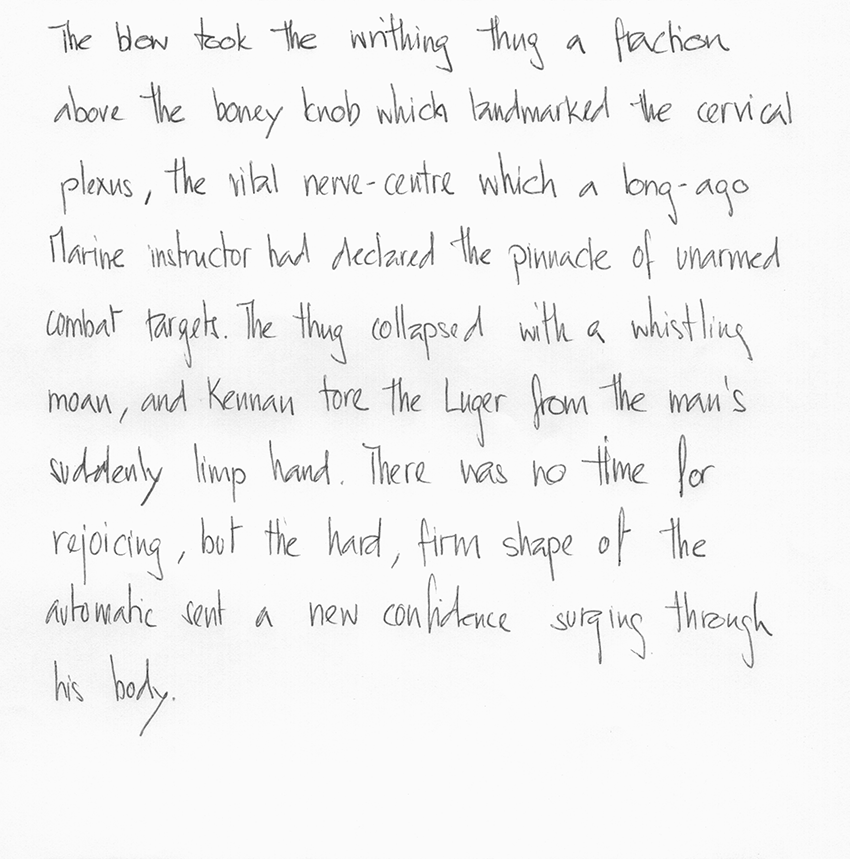 The blow took the writhing thug a fraction
above the boney knob which landmarked the cervical
plexus, the vital nerve-centre which a long-ago
Marine instructor had declared the pinnacle of unarmed
combat targets. The thug collapsed with a whistling
moan, and Kennan tore the Luger from the man's
suddenly limp hand. There was no time for
rejoicing, but the hard, firm shape of the
automatic sent a new confidence surging through
his body.